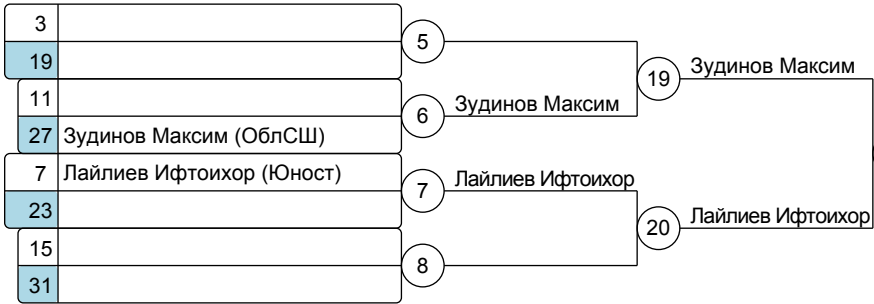 3
5
19
19 Зудинов Максим
11
6 Зудинов Максим
27 Зудинов Максим (ОблСШ)
7 Лайлиев Ифтоихор (Юност)
7 Лайлиев Ифтоихор
23
20 Лайлиев Ифтоихор
15
8
31